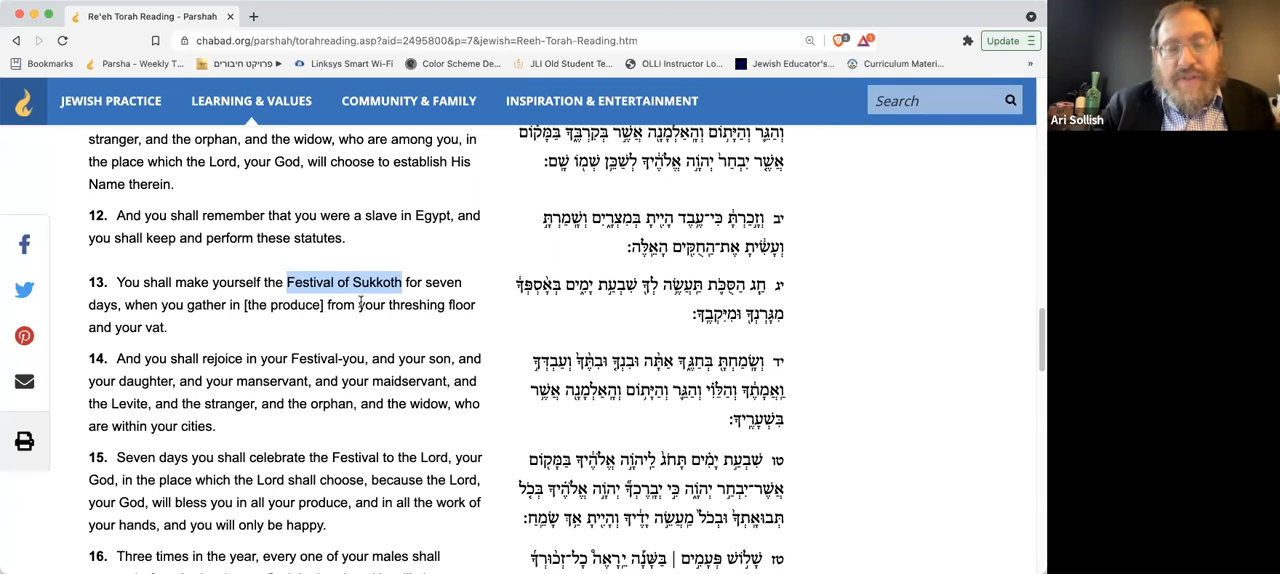 Re'eh Torah Reading - Parshah
chabad.org/parshah/torahreading.asp?aid=2495800&p=7&jewish=Reeh-Torah-Reading.htm
Update
Bookmarks
Parsha - Weekly T...
פרויקט חיבורים
Linksys Smart Wi-Fi
Color Scheme De...
JLI Old Student Te...
OLLI Instructor Lo...
Jewish Educator's...
Curriculum Materi...
JEWISH PRACTICE
LEARNING & VALUES
COMMUNITY & FAMILY
INSPIRATION & ENTERTAINMENT
Search
Ari Sollish
stranger, and the orphan, and the widow, who are among you, in
the place which the Lord, your God, will choose to establish His
Name therein.
וְהַגֵּ֛ר וְהַיָּת֥וֹם וְהָֽאַלְמָנָ֖ה אֲשֶׁ֣ר בְּקִרְבֶּ֑ךָ בַּמָּק֗וֹם
אֲשֶׁ֤ר יִבְחַר֙ יְהֹוָ֣ה אֱלֹהֶ֔יךָ לְשַׁכֵּ֥ן שְׁמ֖וֹ שָֽׁם:
12. And you shall remember that you were a slave in Egypt, and
you shall keep and perform these statutes.
יב וְזָ֣כַרְתָּ֔ כִּי־עֶ֥בֶד הָיִ֖יתָ בְּמִצְרָ֑יִם וְשָֽׁמַרְתָּ֣
וְעָשִׂ֔יתָ אֶת־הַֽחֻקִּ֖ים הָאֵֽלֶּה:
13. You shall make yourself the Festival of Sukkoth for seven
days, when you gather in [the produce] from your threshing floor
and your vat.
יג חַ֧ג הַסֻּכֹּ֛ת תַּֽעֲשֶׂ֥ה לְךָ֖ שִׁבְעַ֣ת יָמִ֑ים בְּאָ֨סְפְּךָ֔
מִגָּרְנְךָ֖ וּמִיִּקְבֶֽךָ:
14. And you shall rejoice in your Festival-you, and your son, and
your daughter, and your manservant, and your maidservant, and
the Levite, and the stranger, and the orphan, and the widow, who
are within your cities.
יד וְשָֽׂמַחְתָּ֖ בְּחַגֶּ֑ךָ אַתָּ֨ה וּבִנְךָ֤ וּבִתֶּ֨ךָ֙ וְעַבְדְּךָ֣
וַֽאֲמָתֶ֔ךָ וְהַלֵּוִ֗י וְהַגֵּ֛ר וְהַיָּת֥וֹם וְהָֽאַלְמָנָ֖ה אֲשֶׁ֥ר
בִּשְׁעָרֶֽיךָ:
15. Seven days you shall celebrate the Festival to the Lord, your
God, in the place which the Lord shall choose, because the Lord,
your God, will bless you in all your produce, and in all the work of
your hands, and you will only be happy.
טו שִׁבְעַ֣ת יָמִ֗ים תָּחֹג֙ לַֽיהֹוָ֣ה אֱלֹהֶ֔יךָ בַּמָּק֖וֹם
אֲשֶׁר־יִבְחַ֣ר יְהֹוָ֑ה כִּ֣י יְבָֽרֶכְךָ֞ יְהֹוָ֣ה אֱלֹהֶ֗יךָ בְּכֹ֤ל
תְּבוּאָֽתְךָ֙ וּבְכֹל֙ מַֽעֲשֵׂ֣ה יָדֶ֔יךָ וְהָיִ֖יתָ אַ֥ךְ שָׂמֵֽחַ:
16. Three times in the year, every one of your males shall
טז שָׁל֣וֹשׁ פְּעָמִ֣ים | בַּשָּׁנָ֡ה יֵֽרָאֶ֨ה כָל־זְכֽוּרְךָ֜